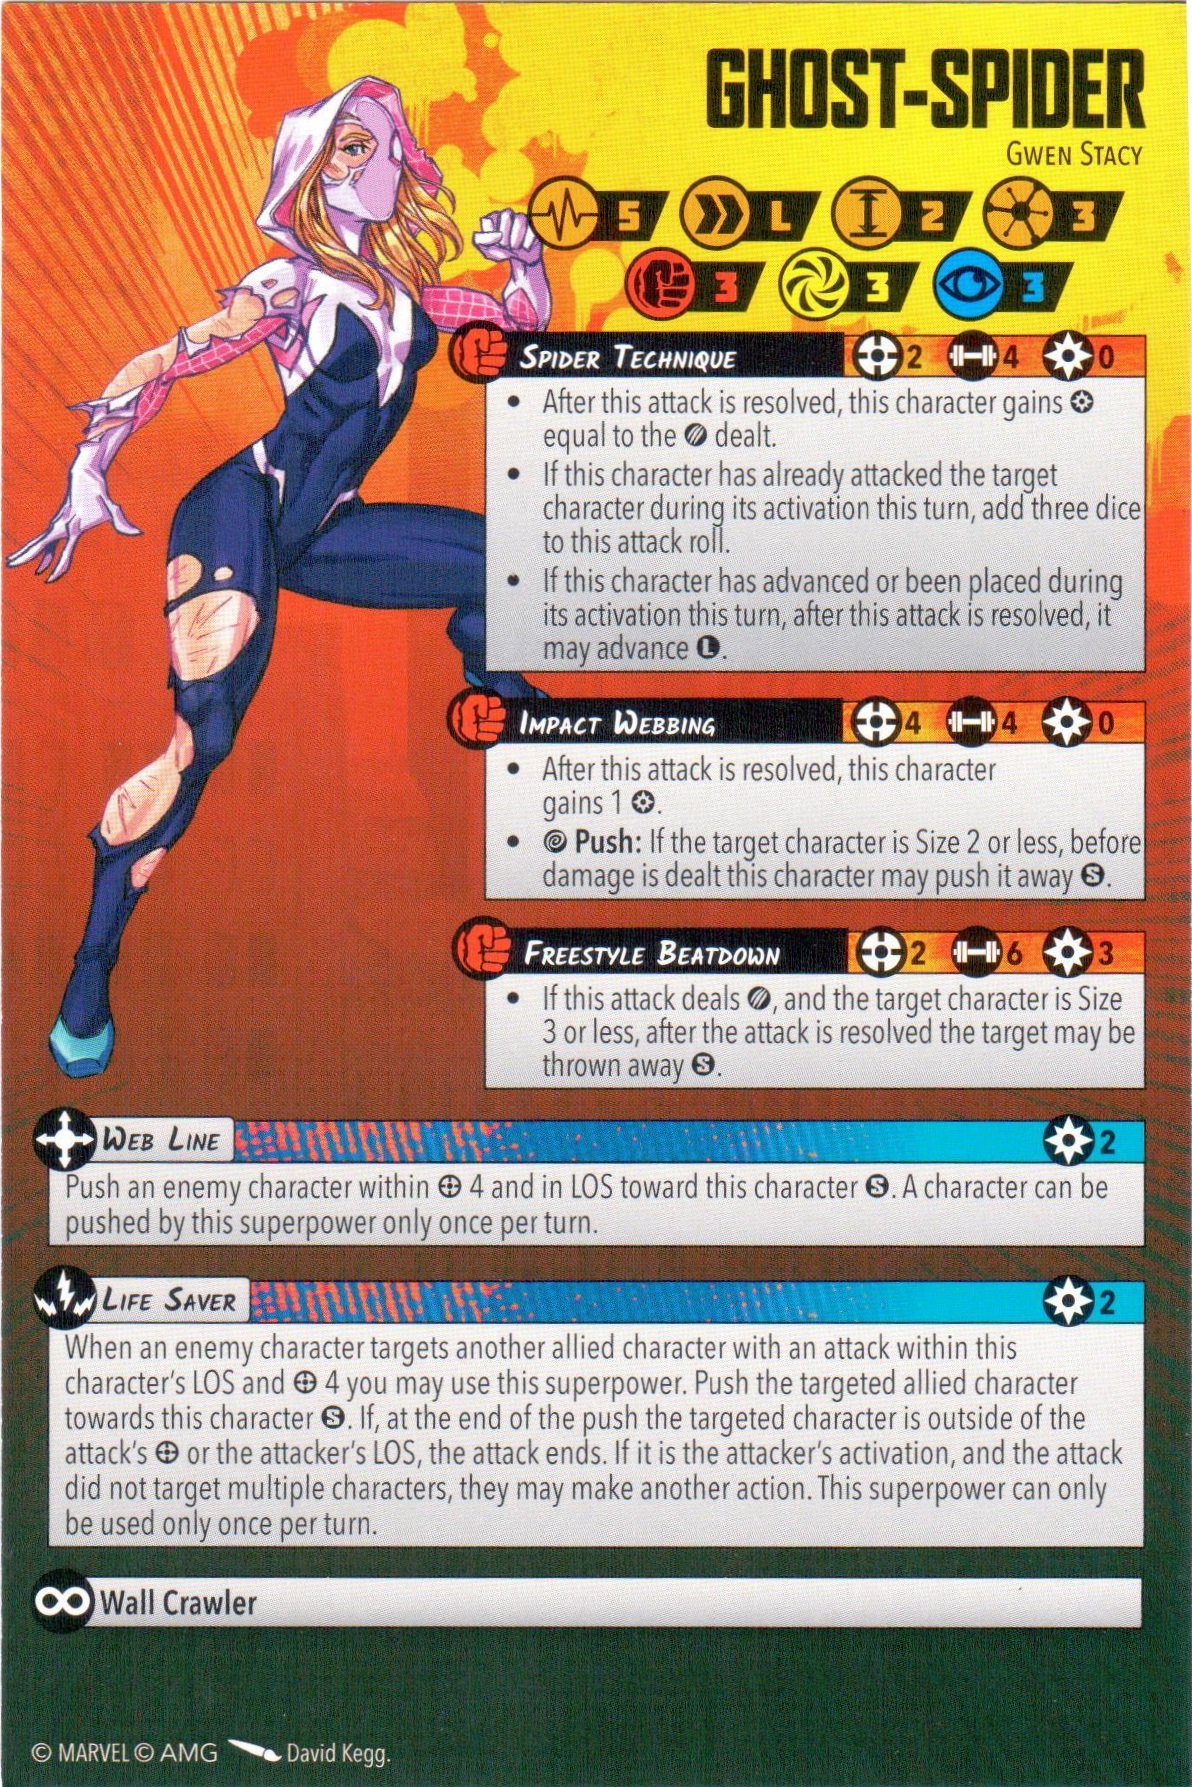 GHOST-SPIDER
GWEN STACY
5 L 2 3
3 3 3
SPIDER TECHNIQUE 2 4 0
• After this attack is resolved, this character gains
equal to the dealt.
• If this character has already attacked the target
character during its activation this turn, add three dice
to this attack roll.
• If this character has advanced or been placed during
its activation this turn, after this attack is resolved, it
may advance L.
IMPACT WEBBING 4 4 0
• After this attack is resolved, this character
gains 1 .
• Push: If the target character is Size 2 or less, before
damage is dealt this character may push it away S.
FREESTYLE BEATDOWN 2 6 3
• If this attack deals , and the target character is Size
3 or less, after the attack is resolved the target may be
thrown away S.
WEB LINE 2
Push an enemy character within 4 and in LOS toward this character S. A character can be
pushed by this superpower only once per turn.
LIFE SAVER 2
When an enemy character targets another allied character with an attack within this
character's LOS and 4 you may use this superpower. Push the targeted allied character
towards this character S. If, at the end of the push the targeted character is outside of the
attack's or the attacker's LOS, the attack ends. If it is the attacker's activation, and the attack
did not target multiple characters, they may make another action. This superpower can only
be used only once per turn.
Wall Crawler
© MARVEL © AMG David Kegg.